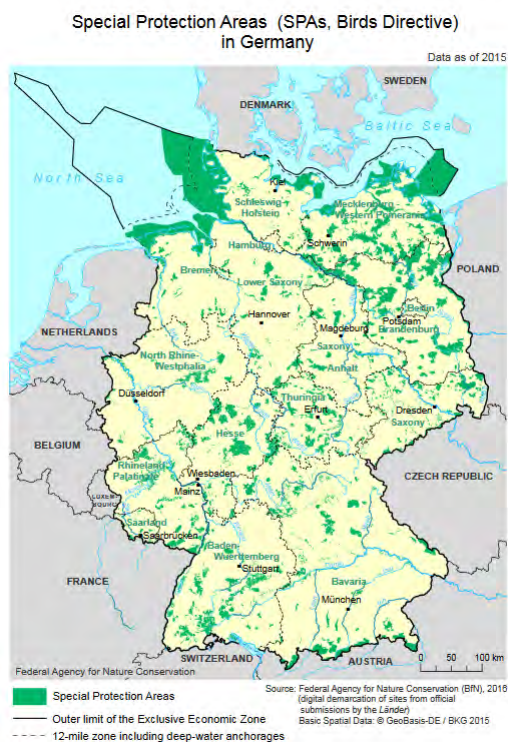 Special Protection Areas (SPAs, Birds Directive)
in Germany
Data as of 2015
SWEDEN
DENMARK
Baltic Sea
North Sea
Kiel
Schleswig
Holstein
Mecklenburg
Western Pomerania
Schwerin
Hamburg
Bremen
Lower Saxony
POLAND
Berlin
Hannover
Potsdam
Brandenburg
Magdeburg
NETHERLANDS
Saxony
Anhalt
North Rhine
Westphalia
Düsseldorf
Thuringia
Erfurt
Dresden
Saxony
Hesse
BELGIUM
Rhineland
Palatinate
Wiesbaden
Mainz
CZECH REPUBLIC
LUXEM
BOURG
Saarland
Saarbrücken
Baden-
Wuerttemberg
Stuttgart
FRANCE
Bavaria
München
SWITZERLAND
AUSTRIA
0 50 100 km
Federal Agency for Nature Conservation
Special Protection Areas
Outer limit of the Exclusive Economic Zone
12-mile zone including deep-water anchorages
Source: Federal Agency for Nature Conservation (BfN), 2016
(digital demarcation of sites from official
submissions by the Länder)
Basic Spatial Data: © GeoBasis-DE / BKG 2015